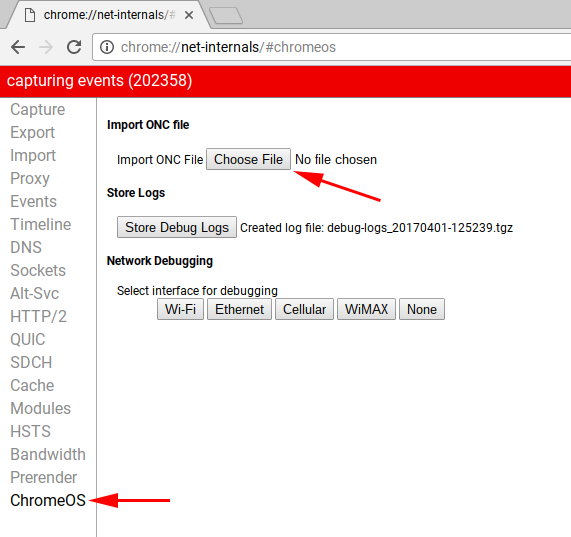 chrome://net-internals/#
chrome://net-internals/#chromeos
capturing events (202358)
Capture
Export
Import
Proxy
Events
Timeline
DNS
Sockets
Alt-Svc
HTTP/2
QUIC
SDCH
Cache
Modules
HSTS
Bandwidth
Prerender
ChromeOS
Import ONC file
Import ONC File Choose File No file chosen
Store Logs
Store Debug Logs Created log file: debug-logs_20170401-125239.tgz
Network Debugging
Select interface for debugging
Wi-Fi Ethernet Cellular WiMAX None